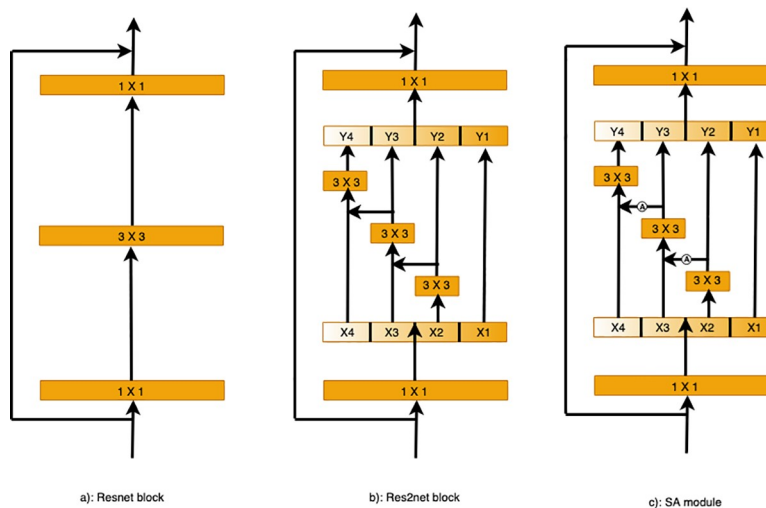 1 X 1
3 X 3
1 X 1
a): Resnet block
1 X 1
Y4 Y3 Y2 Y1
3 X 3
3 X 3
3 X 3
X4 X3 X2 X1
1 X 1
b): Res2net block
1 X 1
Y4 Y3 Y2 Y1
3 X 3
A
3 X 3
A
3 X 3
X4 X3 X2 X1
1 X 1
c): SA module